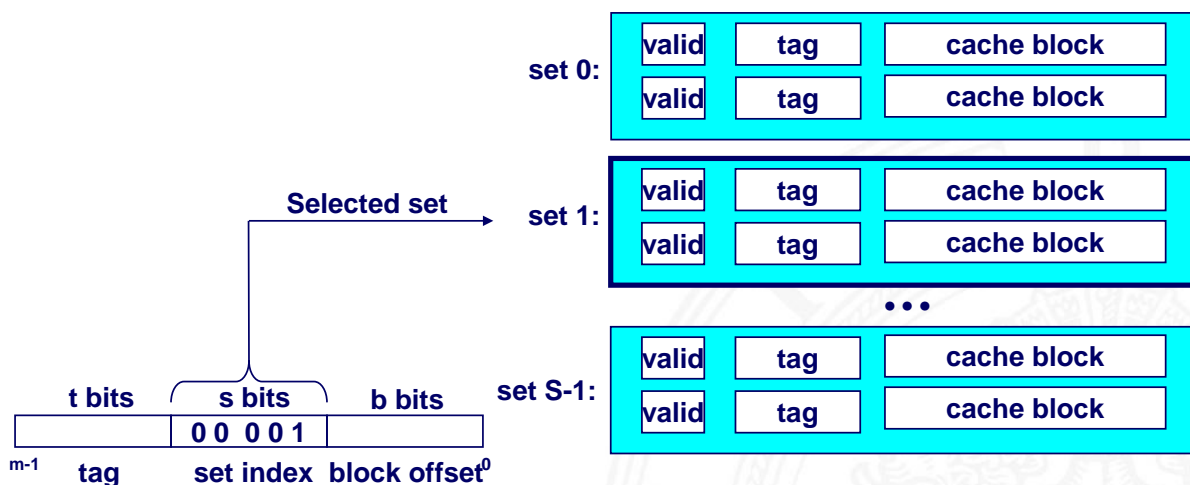 valid tag cache block
set 0:
valid tag cache block
Selected set
valid tag cache block
set 1:
valid tag cache block
• • •
valid tag cache block
set S-1:
valid tag cache block
t bits s bits b bits
0 0 0 0 1
m-1 0
tag set index block offset